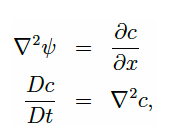 ∇²ψ = ∂c/∂x
Dc/Dt = ∇²c,